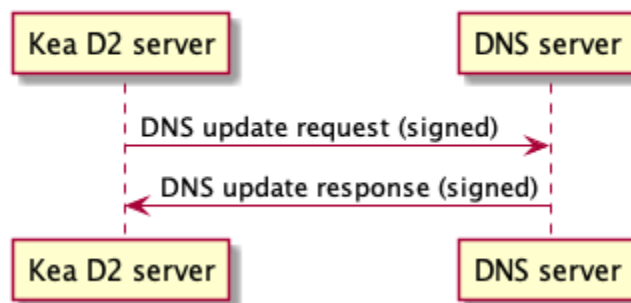 Kea D2 server
DNS server
DNS update request (signed)
DNS update response (signed)
Kea D2 server
DNS server